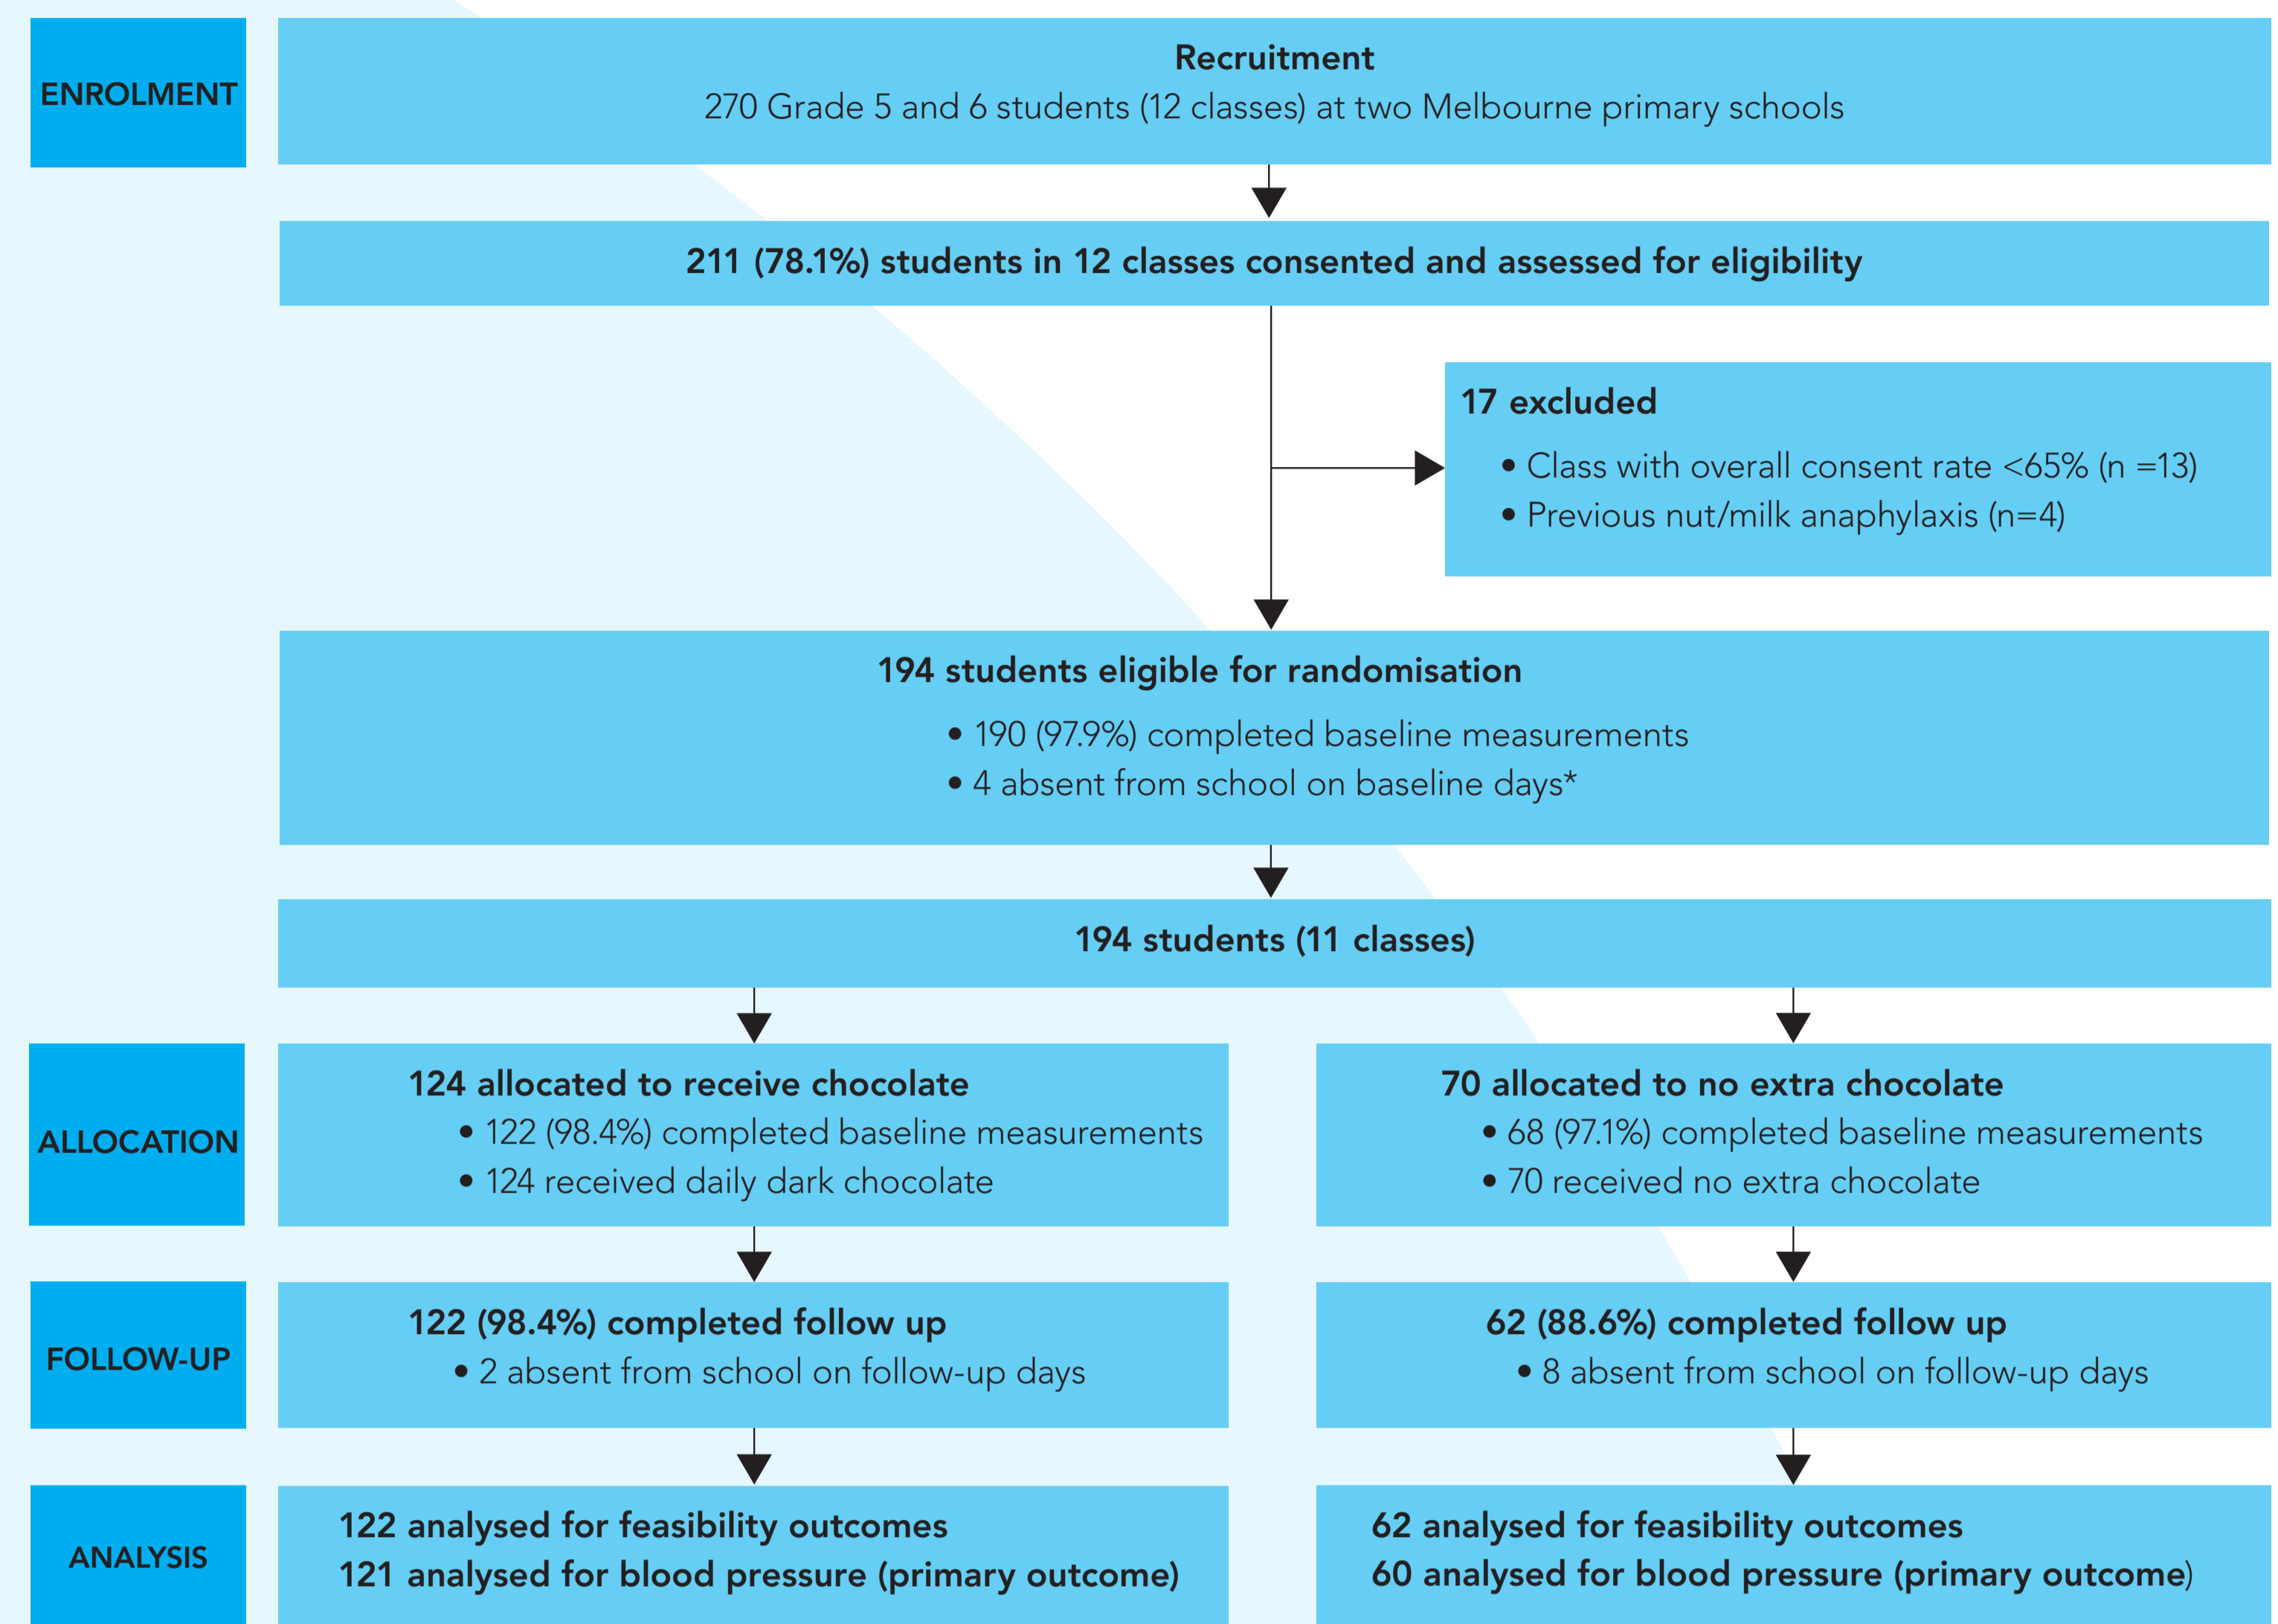 ENROLMENT
Recruitment
270 Grade 5 and 6 students (12 classes) at two Melbourne primary schools
211 (78.1%) students in 12 classes consented and assessed for eligibility
17 excluded
• Class with overall consent rate <65% (n =13)
• Previous nut/milk anaphylaxis (n=4)
194 students eligible for randomisation
• 190 (97.9%) completed baseline measurements
• 4 absent from school on baseline days*
194 students (11 classes)
ALLOCATION
124 allocated to receive chocolate
• 122 (98.4%) completed baseline measurements
• 124 received daily dark chocolate
70 allocated to no extra chocolate
• 68 (97.1%) completed baseline measurements
• 70 received no extra chocolate
FOLLOW-UP
122 (98.4%) completed follow up
• 2 absent from school on follow-up days
62 (88.6%) completed follow up
• 8 absent from school on follow-up days
ANALYSIS
122 analysed for feasibility outcomes
121 analysed for blood pressure (primary outcome)
62 analysed for feasibility outcomes
60 analysed for blood pressure (primary outcome)